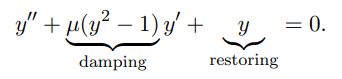 y″ + μ(y² − 1) y′ + y = 0.
damping restoring